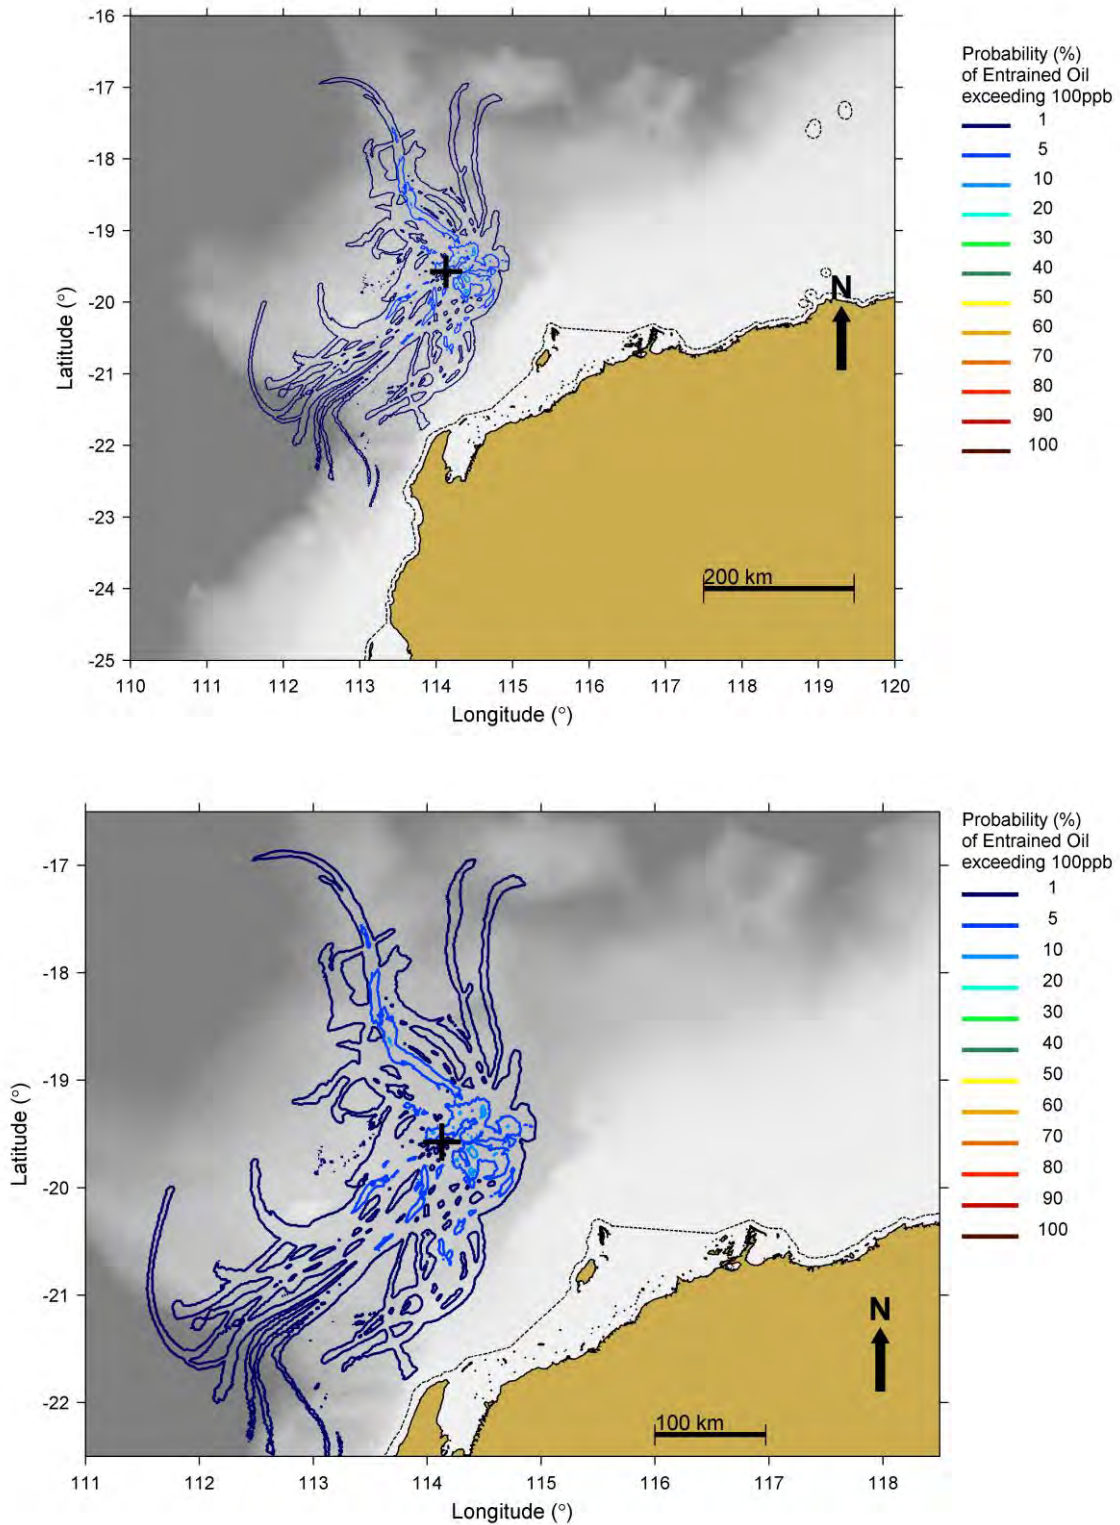 -16
-17
-18
-19
-20
-21
-22
-23
-24
-25
Latitude (°)
110 111 112 113 114 115 116 117 118 119 120
Longitude (°)
N
200 km
Probability (%)
of Entrained Oil
exceeding 100ppb
1
5
10
20
30
40
50
60
70
80
90
100
-17
-18
-19
-20
-21
-22
Latitude (°)
111 112 113 114 115 116 117 118
Longitude (°)
N
100 km
Probability (%)
of Entrained Oil
exceeding 100ppb
1
5
10
20
30
40
50
60
70
80
90
100